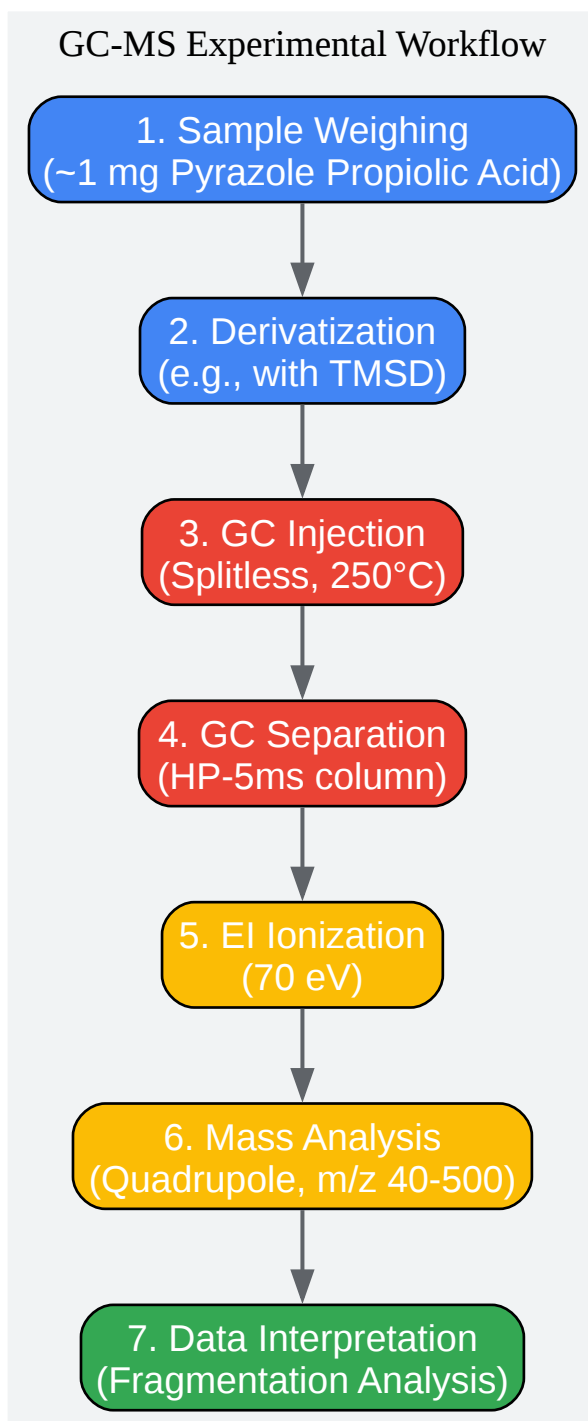 GC-MS Experimental Workflow
1. Sample Weighing
(~1 mg Pyrazole Propiolic Acid)
2. Derivatization
(e.g., with TMSD)
3. GC Injection
(Splitless, 250°C)
4. GC Separation
(HP-5ms column)
5. EI Ionization
(70 eV)
6. Mass Analysis
(Quadrupole, m/z 40-500)
7. Data Interpretation
(Fragmentation Analysis)